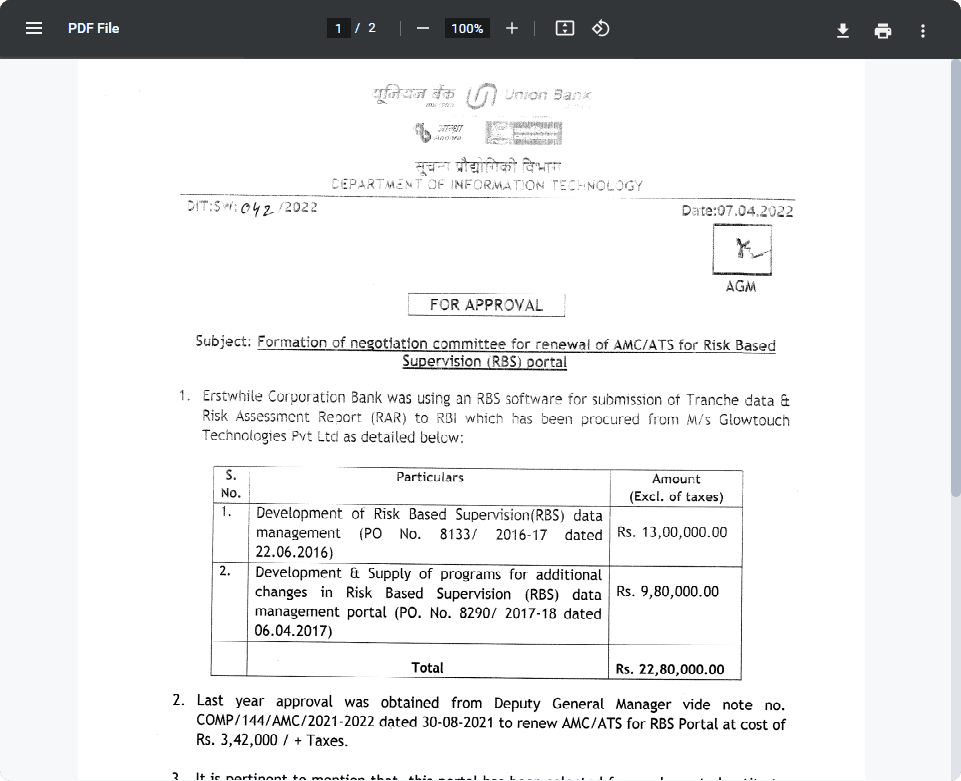 PDF File
1 / 2
100%
यूनियन बैंक Union Bank
Andhra
सूचना प्रौद्योगिकी विभाग
DEPARTMENT OF INFORMATION TECHNOLOGY
DIT:SW:042/2022
Date:07.04.2022
AGM
FOR APPROVAL
Subject: Formation of negotiation committee for renewal of AMC/ATS for Risk Based
Supervision (RBS) portal
1. Erstwhile Corporation Bank was using an RBS software for submission of Tranche data &
Risk Assessment Report (RAR) to RBI which has been procured from M/s Glowtouch
Technologies Pvt Ltd as detailed below:
S. No. Particulars Amount (Excl. of taxes)
1. Development of Risk Based Supervision(RBS) data
management (PO No. 8133/ 2016-17 dated Rs. 13,00,000.00
22.06.2016)
2. Development & Supply of programs for additional
changes in Risk Based Supervision (RBS) data Rs. 9,80,000.00
management portal (PO. No. 8290/ 2017-18 dated
06.04.2017)
Total Rs. 22,80,000.00
2. Last year approval was obtained from Deputy General Manager vide note no.
COMP/144/AMC/2021-2022 dated 30-08-2021 to renew AMC/ATS for RBS Portal at cost of
Rs. 3,42,000 / + Taxes.
3. It is pertinent to mention that, this portal has been selected